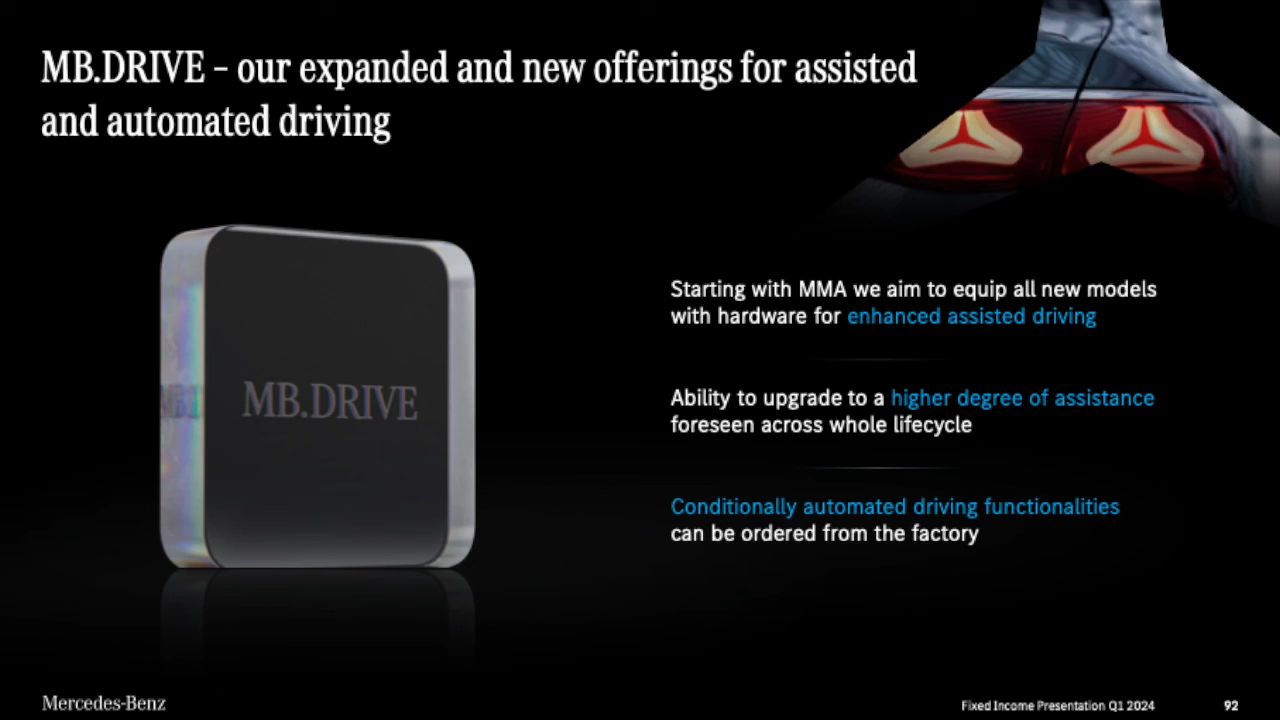 MB.DRIVE – our expanded and new offerings for assisted
and automated driving
MB.DRIVE
Starting with MMA we aim to equip all new models
with hardware for enhanced assisted driving
Ability to upgrade to a higher degree of assistance
foreseen across whole lifecycle
Conditionally automated driving functionalities
can be ordered from the factory
Mercedes-Benz
Fixed Income Presentation Q1 2024
92